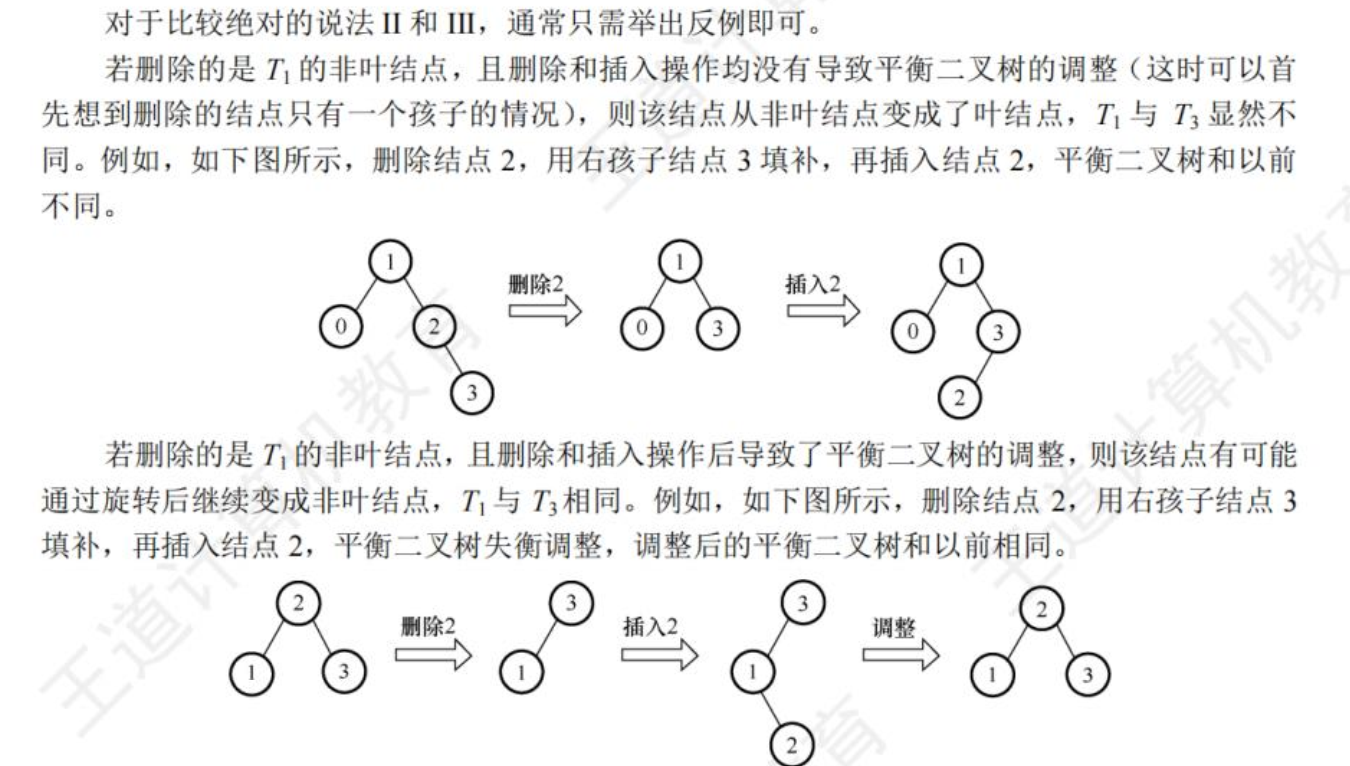 对于比较绝对的说法 II 和 III，通常只需举出反例即可。
若删除的是 T₁ 的非叶结点，且删除和插入操作均没有导致平衡二叉树的调整（这时可以首
先想到删除的结点只有一个孩子的情况），则该结点从非叶结点变成了叶结点，T₁ 与 T₃ 显然不
同。例如，如下图所示，删除结点 2，用右孩子结点 3 填补，再插入结点 2，平衡二叉树和以前
不同。
1 删除2 1 插入2 1
0 2 0 3 0 3
3 2
若删除的是 T₁ 的非叶结点，且删除和插入操作后导致了平衡二叉树的调整，则该结点有可能
通过旋转后继续变成非叶结点，T₁ 与 T₃ 相同。例如，如下图所示，删除结点 2，用右孩子结点 3
填补，再插入结点 2，平衡二叉树失衡调整，调整后的平衡二叉树和以前相同。
2 删除2 3 插入2 3 调整 2
1 3 1 1 1 3
2
王道计算机教育
王道计算机教育